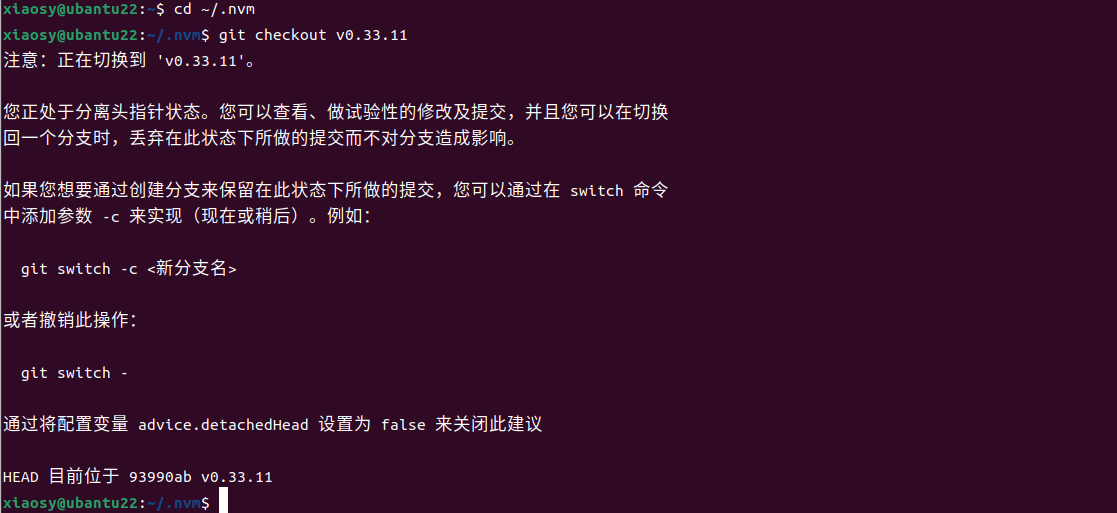 xiaosy@ubantu22:~$ cd ~/.nvm
xiaosy@ubantu22:~/.nvm$ git checkout v0.33.11
注意：正在切换到 'v0.33.11'。
您正处于分离头指针状态。您可以查看、做试验性的修改及提交，并且您可以在切换
回一个分支时，丢弃在此状态下所做的提交而不对分支造成影响。
如果您想要通过创建分支来保留在此状态下所做的提交，您可以通过在 switch 命令
中添加参数 -c 来实现（现在或稍后）。例如：
git switch -c <新分支名>
或者撤销此操作：
git switch -
通过将配置变量 advice.detachedHead 设置为 false 来关闭此建议
HEAD 目前位于 93990ab v0.33.11
xiaosy@ubantu22:~/.nvm$